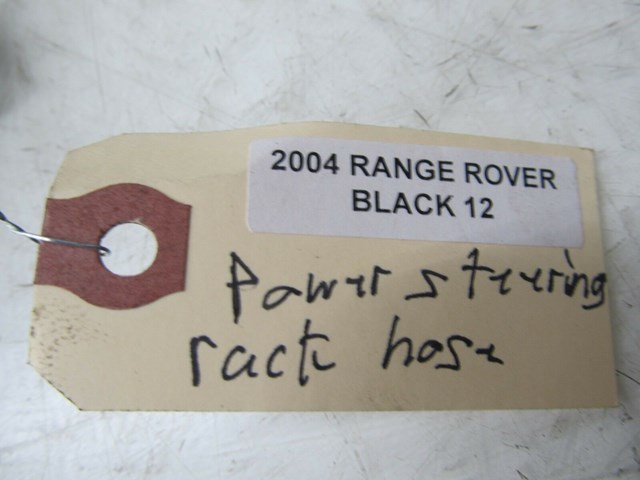 2004 RANGE ROVER
BLACK 12
Power steering
rack hose